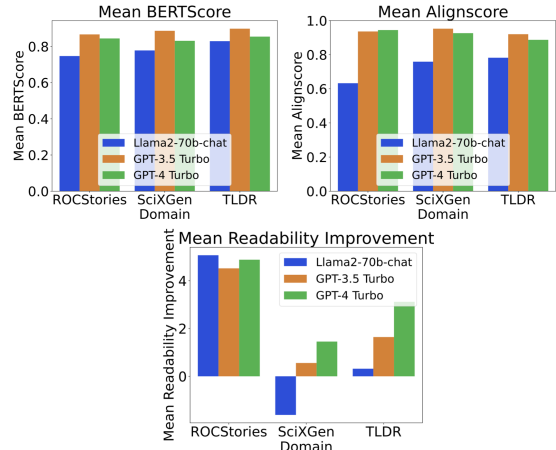 Mean BERTScore
Mean BERTScore
0.8
0.6
0.4
0.2
0.0
Llama2-70b-chat
GPT-3.5 Turbo
GPT-4 Turbo
ROCStories
SciXGen
TLDR
Domain
Mean Alignscore
Mean Alignscore
1.0
0.8
0.6
0.4
0.2
0.0
Llama2-70b-chat
GPT-3.5 Turbo
GPT-4 Turbo
ROCStories
SciXGen
TLDR
Domain
Mean Readability Improvement
Mean Readability Improvement
4
2
0
Llama2-70b-chat
GPT-3.5 Turbo
GPT-4 Turbo
ROCStories
SciXGen
TLDR
Domain